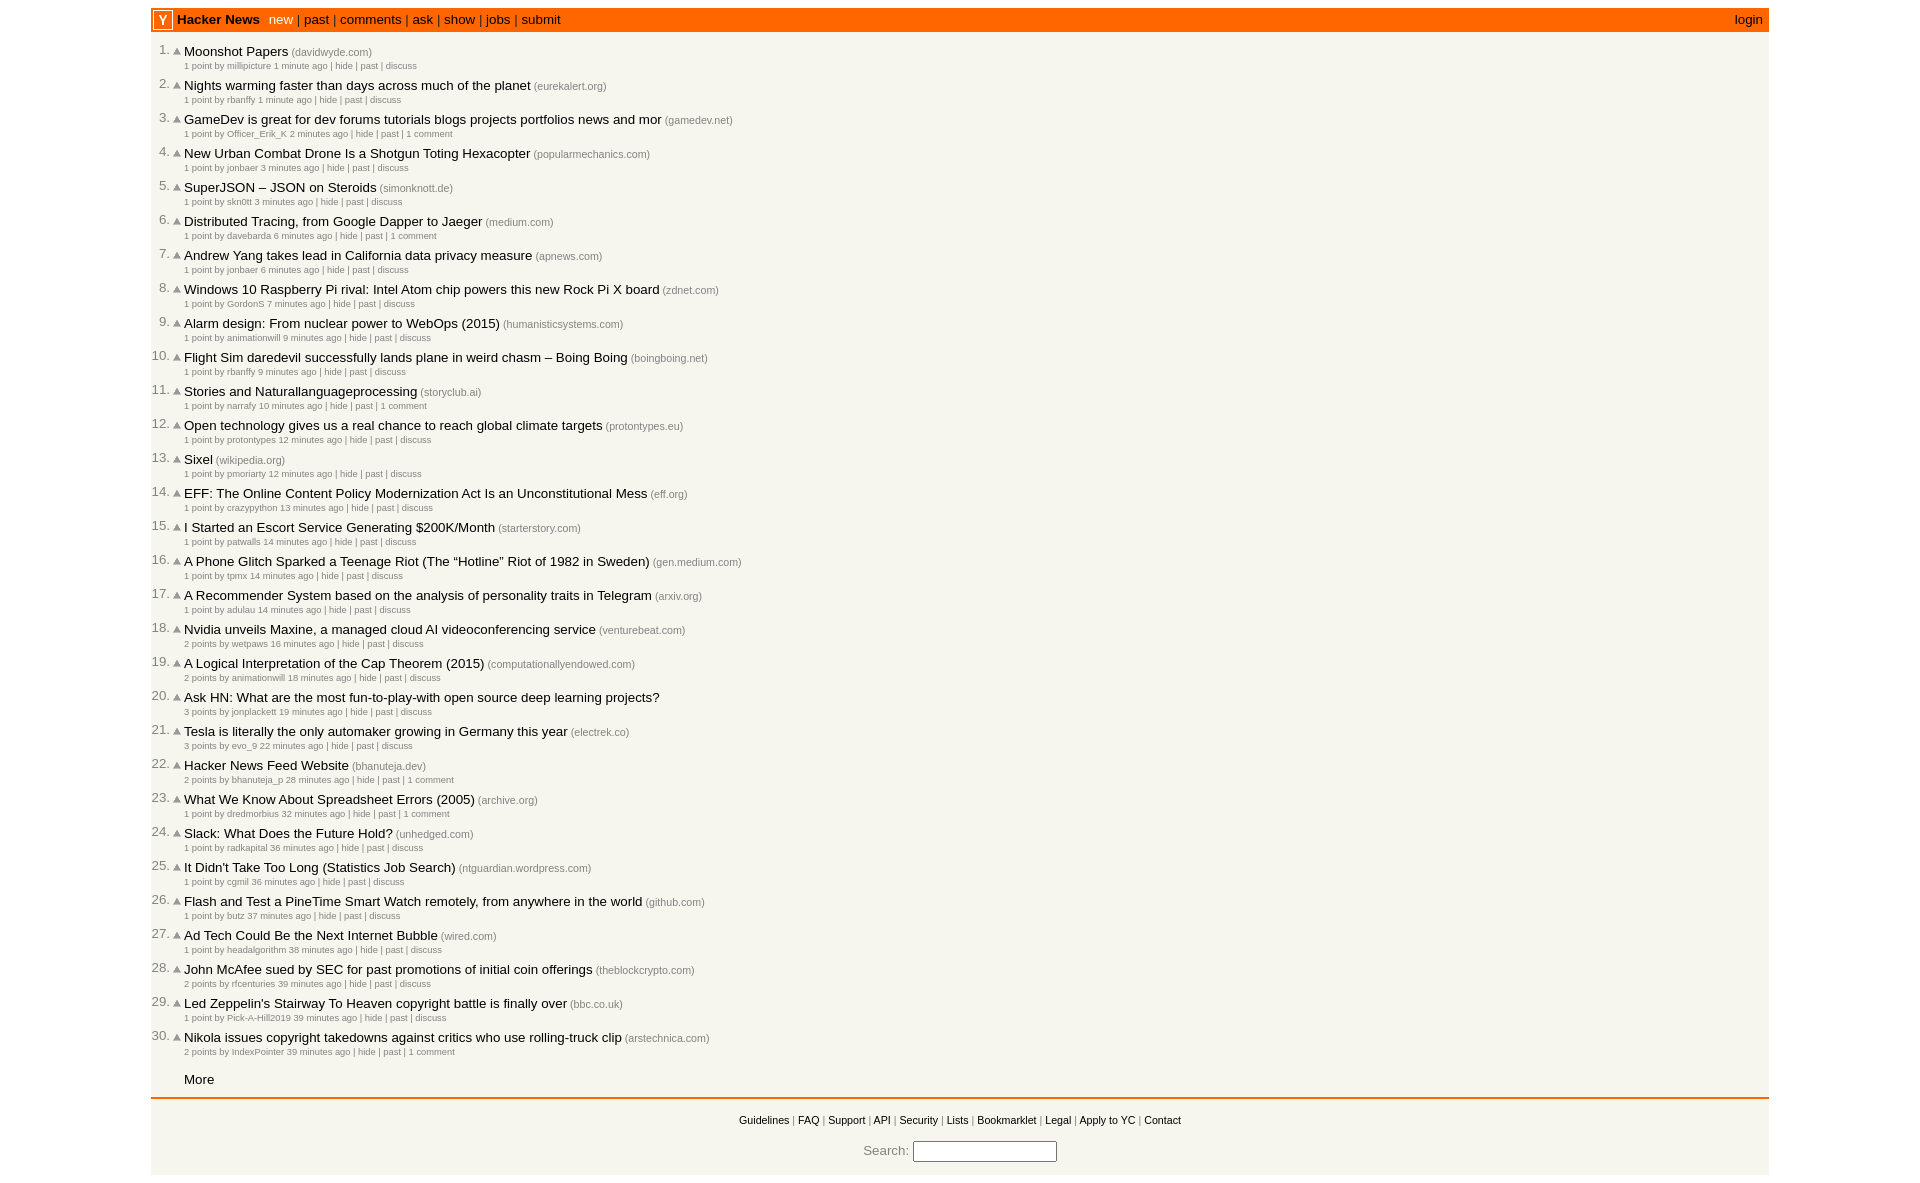 Y Hacker News new | past | comments | ask | show | jobs | submit login
1. Moonshot Papers (davidwyde.com)
1 point by millipicture 1 minute ago | hide | past | discuss
2. Nights warming faster than days across much of the planet (eurekalert.org)
1 point by rbanffy 1 minute ago | hide | past | discuss
3. GameDev is great for dev forums tutorials blogs projects portfolios news and mor (gamedev.net)
1 point by Officer_Erik_K 2 minutes ago | hide | past | 1 comment
4. New Urban Combat Drone Is a Shotgun Toting Hexacopter (popularmechanics.com)
1 point by jonbaer 3 minutes ago | hide | past | discuss
5. SuperJSON – JSON on Steroids (simonknott.de)
1 point by skn0tt 3 minutes ago | hide | past | discuss
6. Distributed Tracing, from Google Dapper to Jaeger (medium.com)
1 point by davebarda 6 minutes ago | hide | past | 1 comment
7. Andrew Yang takes lead in California data privacy measure (apnews.com)
1 point by jonbaer 6 minutes ago | hide | past | discuss
8. Windows 10 Raspberry Pi rival: Intel Atom chip powers this new Rock Pi X board (zdnet.com)
1 point by GordonS 7 minutes ago | hide | past | discuss
9. Alarm design: From nuclear power to WebOps (2015) (humanisticsystems.com)
1 point by animationwill 9 minutes ago | hide | past | discuss
10. Flight Sim daredevil successfully lands plane in weird chasm – Boing Boing (boingboing.net)
1 point by rbanffy 9 minutes ago | hide | past | discuss
11. Stories and Naturallanguageprocessing (storyclub.ai)
1 point by narrafy 10 minutes ago | hide | past | 1 comment
12. Open technology gives us a real chance to reach global climate targets (protontypes.eu)
1 point by protontypes 12 minutes ago | hide | past | discuss
13. Sixel (wikipedia.org)
1 point by pmoriarty 12 minutes ago | hide | past | discuss
14. EFF: The Online Content Policy Modernization Act Is an Unconstitutional Mess (eff.org)
1 point by crazypython 13 minutes ago | hide | past | discuss
15. I Started an Escort Service Generating $200K/Month (starterstory.com)
1 point by patwalls 14 minutes ago | hide | past | discuss
16. A Phone Glitch Sparked a Teenage Riot (The “Hotline” Riot of 1982 in Sweden) (gen.medium.com)
1 point by tpmx 14 minutes ago | hide | past | discuss
17. A Recommender System based on the analysis of personality traits in Telegram (arxiv.org)
1 point by adulau 14 minutes ago | hide | past | discuss
18. Nvidia unveils Maxine, a managed cloud AI videoconferencing service (venturebeat.com)
2 points by wetpaws 16 minutes ago | hide | past | discuss
19. A Logical Interpretation of the Cap Theorem (2015) (computationallyendowed.com)
2 points by animationwill 18 minutes ago | hide | past | discuss
20. Ask HN: What are the most fun-to-play-with open source deep learning projects?
3 points by jonplackett 19 minutes ago | hide | past | discuss
21. Tesla is literally the only automaker growing in Germany this year (electrek.co)
3 points by evo_9 22 minutes ago | hide | past | discuss
22. Hacker News Feed Website (bhanuteja.dev)
2 points by bhanuteja_p 28 minutes ago | hide | past | 1 comment
23. What We Know About Spreadsheet Errors (2005) (archive.org)
1 point by dredmorbius 32 minutes ago | hide | past | 1 comment
24. Slack: What Does the Future Hold? (unhedged.com)
1 point by radkapital 36 minutes ago | hide | past | discuss
25. It Didn't Take Too Long (Statistics Job Search) (ntguardian.wordpress.com)
1 point by cgmil 36 minutes ago | hide | past | discuss
26. Flash and Test a PineTime Smart Watch remotely, from anywhere in the world (github.com)
1 point by butz 37 minutes ago | hide | past | discuss
27. Ad Tech Could Be the Next Internet Bubble (wired.com)
1 point by headalgorithm 38 minutes ago | hide | past | discuss
28. John McAfee sued by SEC for past promotions of initial coin offerings (theblockcrypto.com)
2 points by rfcenturies 39 minutes ago | hide | past | discuss
29. Led Zeppelin's Stairway To Heaven copyright battle is finally over (bbc.co.uk)
1 point by Pick-A-Hill2019 39 minutes ago | hide | past | discuss
30. Nikola issues copyright takedowns against critics who use rolling-truck clip (arstechnica.com)
2 points by IndexPointer 39 minutes ago | hide | past | 1 comment
More
Guidelines | FAQ | Support | API | Security | Lists | Bookmarklet | Legal | Apply to YC | Contact
Search: